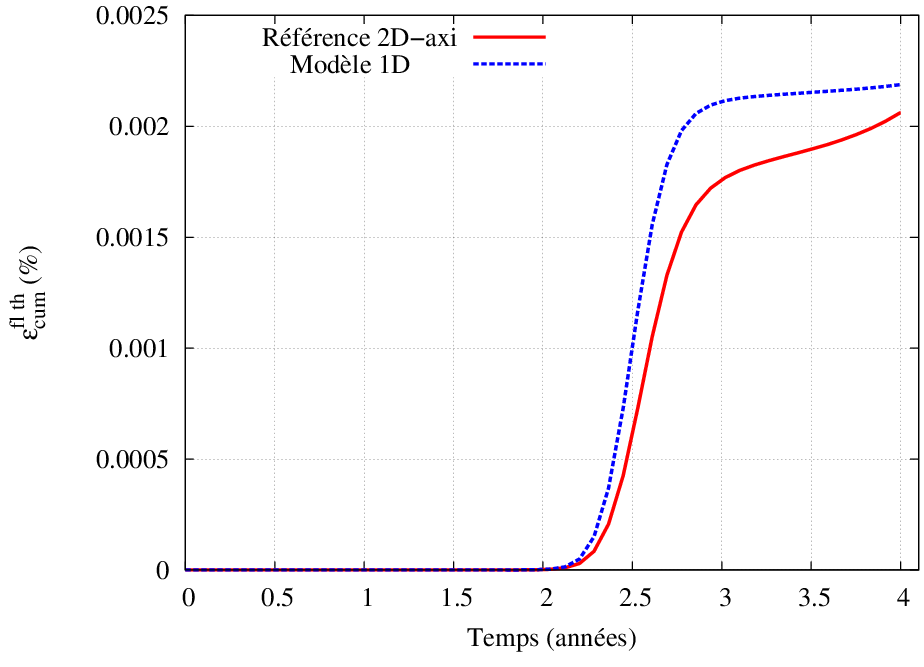 0.0025
Référence 2D−axi
Modèle 1D
0.002
0.0015
0.001
0.0005
0
ε^{fl th}_{cum} (%)
0 0.5 1 1.5 2 2.5 3 3.5 4
Temps (années)